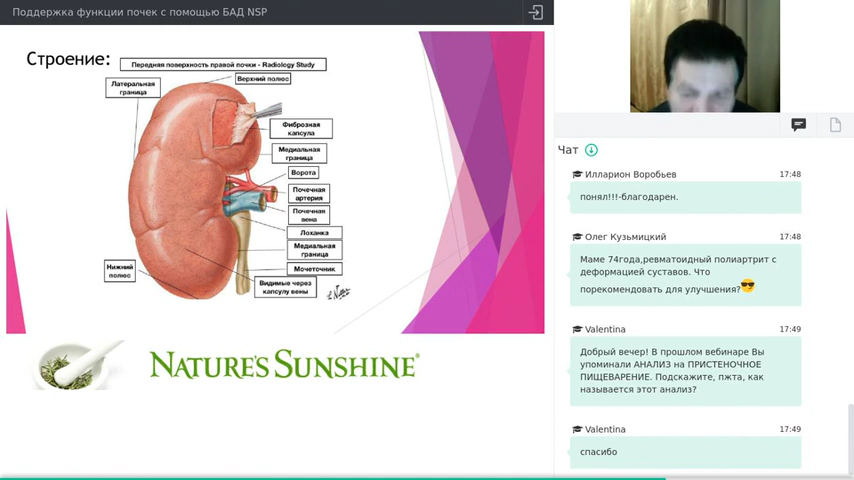 Поддержка функции почек с помощью БАД NSP
Строение:
Передняя поверхность правой почки - Radiology Study
Латеральная
граница
Верхний полюс
Фиброзная
капсула
Медиальная
граница
Ворота
Почечная
артерия
Почечная
вена
Лоханка
Медиальная
граница
Мочеточник
Нижний
полюс
Видимые через
капсулу вены
NATURE'S SUNSHINE®
Чат
Илларион Воробьев 17:48
понял!!!-благодарен.
Олег Кузьмицкий 17:48
Маме 74года,ревматоидный полиартрит с
деформацией суставов. Что
порекомендовать для улучшения?
Valentina 17:49
Добрый вечер! В прошлом вебинаре Вы
упоминали АНАЛИЗ на ПРИСТЕНОЧНОЕ
ПИЩЕВАРЕНИЕ. Подскажите, пжта, как
называется этот анализ?
Valentina 17:49
спасибо